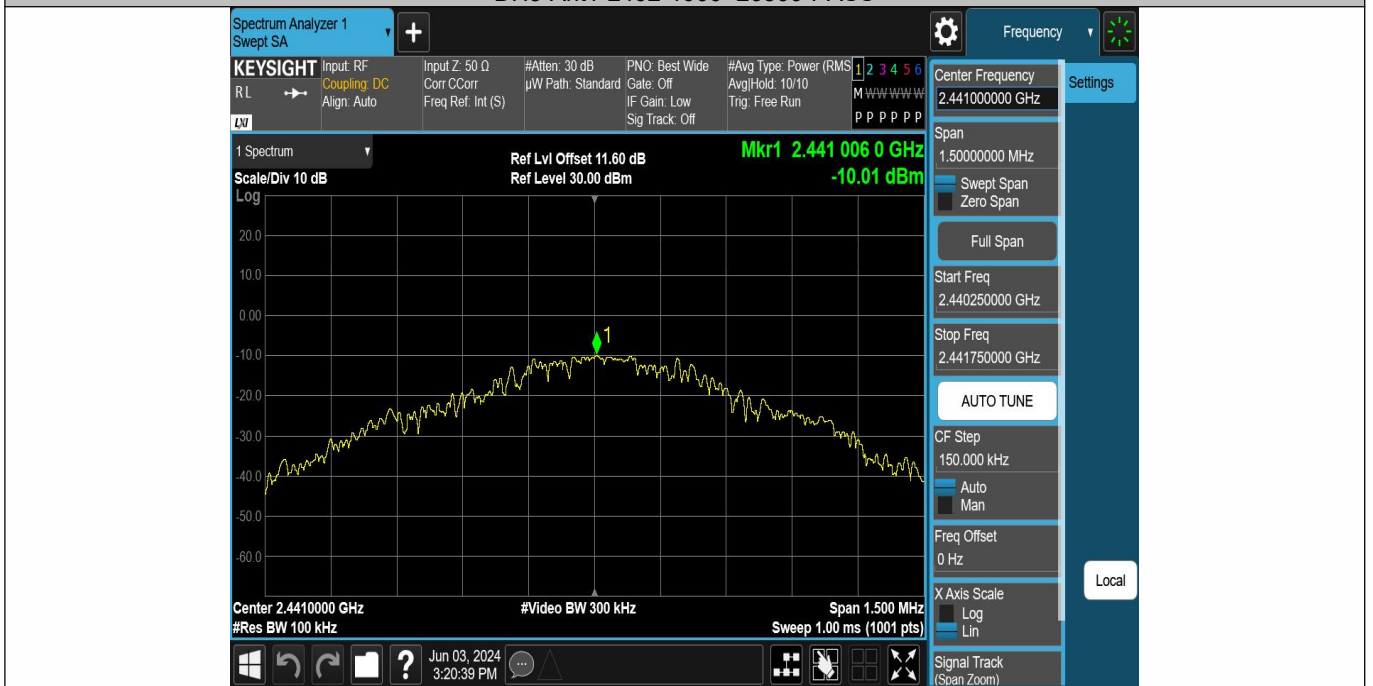 Spectrum Analyzer 1
Swept SA
Frequency
KEYSIGHT
RL
LXI
Input: RF
Coupling: DC
Align: Auto
Input Z: 50 Ω
Corr CCorr
Freq Ref: Int (S)
#Atten: 30 dB
µW Path: Standard
PNO: Best Wide
Gate: Off
IF Gain: Low
Sig Track: Off
#Avg Type: Power (RMS
Avg|Hold: 10/10
Trig: Free Run
1 2 3 4 5 6
M W W W W W
P P P P P P
1 Spectrum
Scale/Div 10 dB
Log
Ref Lvl Offset 11.60 dB
Ref Level 30.00 dBm
Mkr1 2.441 006 0 GHz
-10.01 dBm
20.0
10.0
0.00
-10.0
-20.0
-30.0
-40.0
-50.0
-60.0
1
Center 2.4410000 GHz
#Res BW 100 kHz
#Video BW 300 kHz
Span 1.500 MHz
Sweep 1.00 ms (1001 pts)
?
Jun 03, 2024
3:20:39 PM
Center Frequency
2.441000000 GHz
Settings
Span
1.50000000 MHz
Swept Span
Zero Span
Full Span
Start Freq
2.440250000 GHz
Stop Freq
2.441750000 GHz
AUTO TUNE
CF Step
150.000 kHz
Auto
Man
Freq Offset
0 Hz
Local
X Axis Scale
Log
Lin
Signal Track
(Span Zoom)